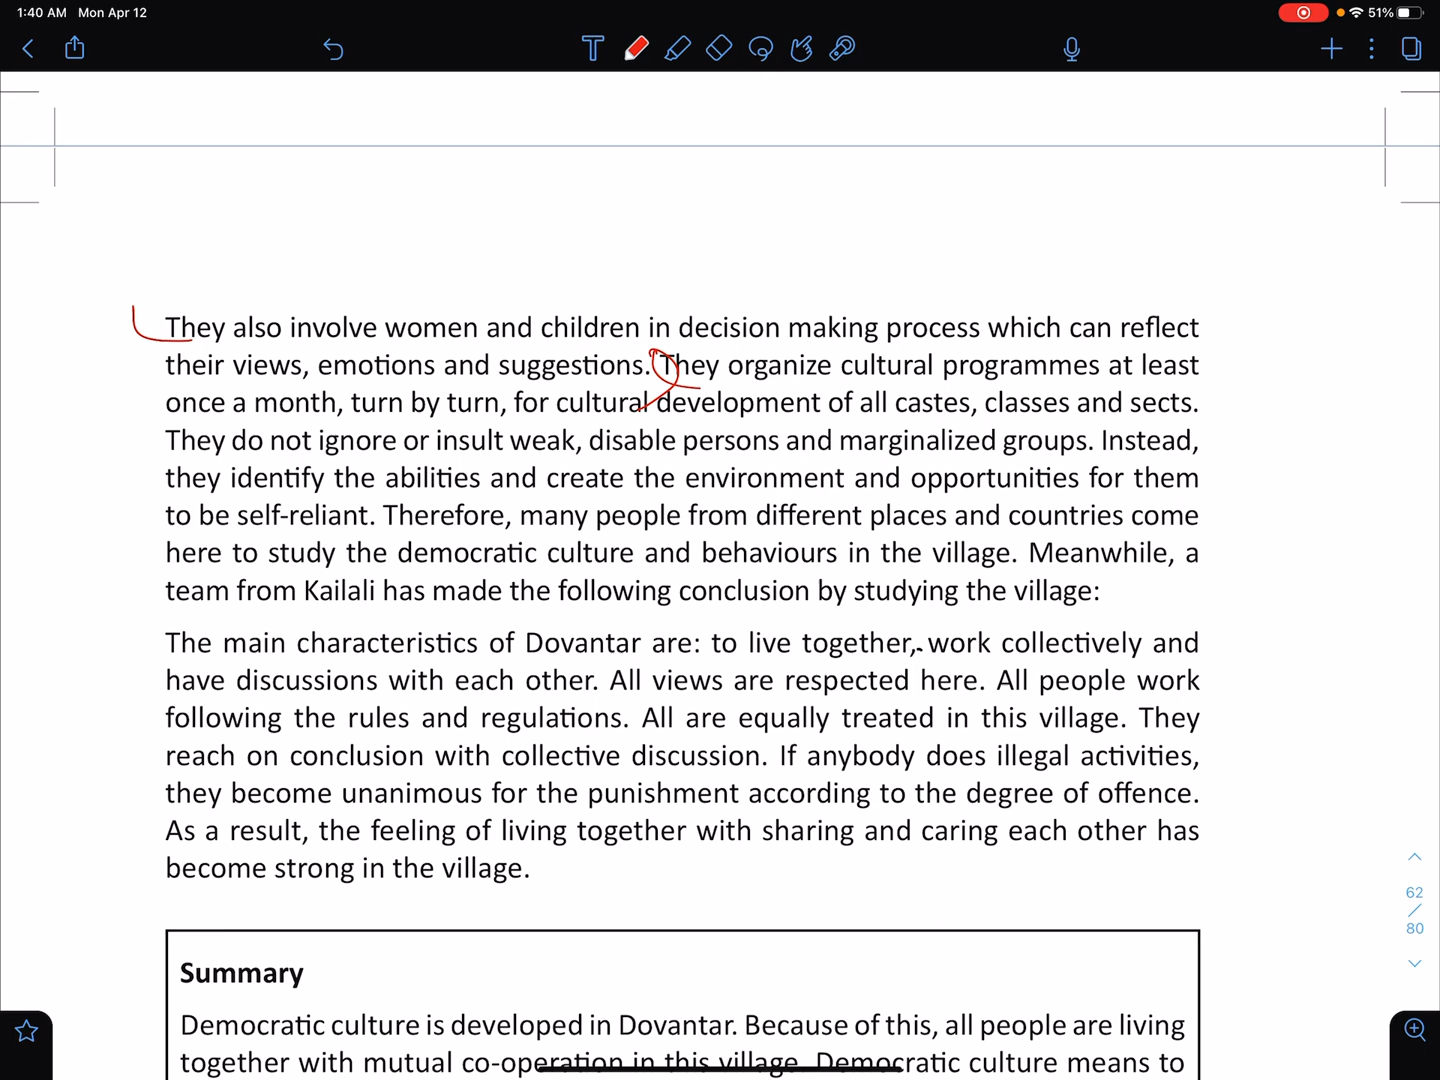 1:40 AM Mon Apr 12
51%
T
They also involve women and children in decision making process which can reflect
their views, emotions and suggestions. They organize cultural programmes at least
once a month, turn by turn, for cultural development of all castes, classes and sects.
They do not ignore or insult weak, disable persons and marginalized groups. Instead,
they identify the abilities and create the environment and opportunities for them
to be self-reliant. Therefore, many people from different places and countries come
here to study the democratic culture and behaviours in the village. Meanwhile, a
team from Kailali has made the following conclusion by studying the village:
The main characteristics of Dovantar are: to live together, work collectively and
have discussions with each other. All views are respected here. All people work
following the rules and regulations. All are equally treated in this village. They
reach on conclusion with collective discussion. If anybody does illegal activities,
they become unanimous for the punishment according to the degree of offence.
As a result, the feeling of living together with sharing and caring each other has
become strong in the village.
62
/
80
Summary
Democratic culture is developed in Dovantar. Because of this, all people are living
together with mutual co-operation in this village. Democratic culture means to